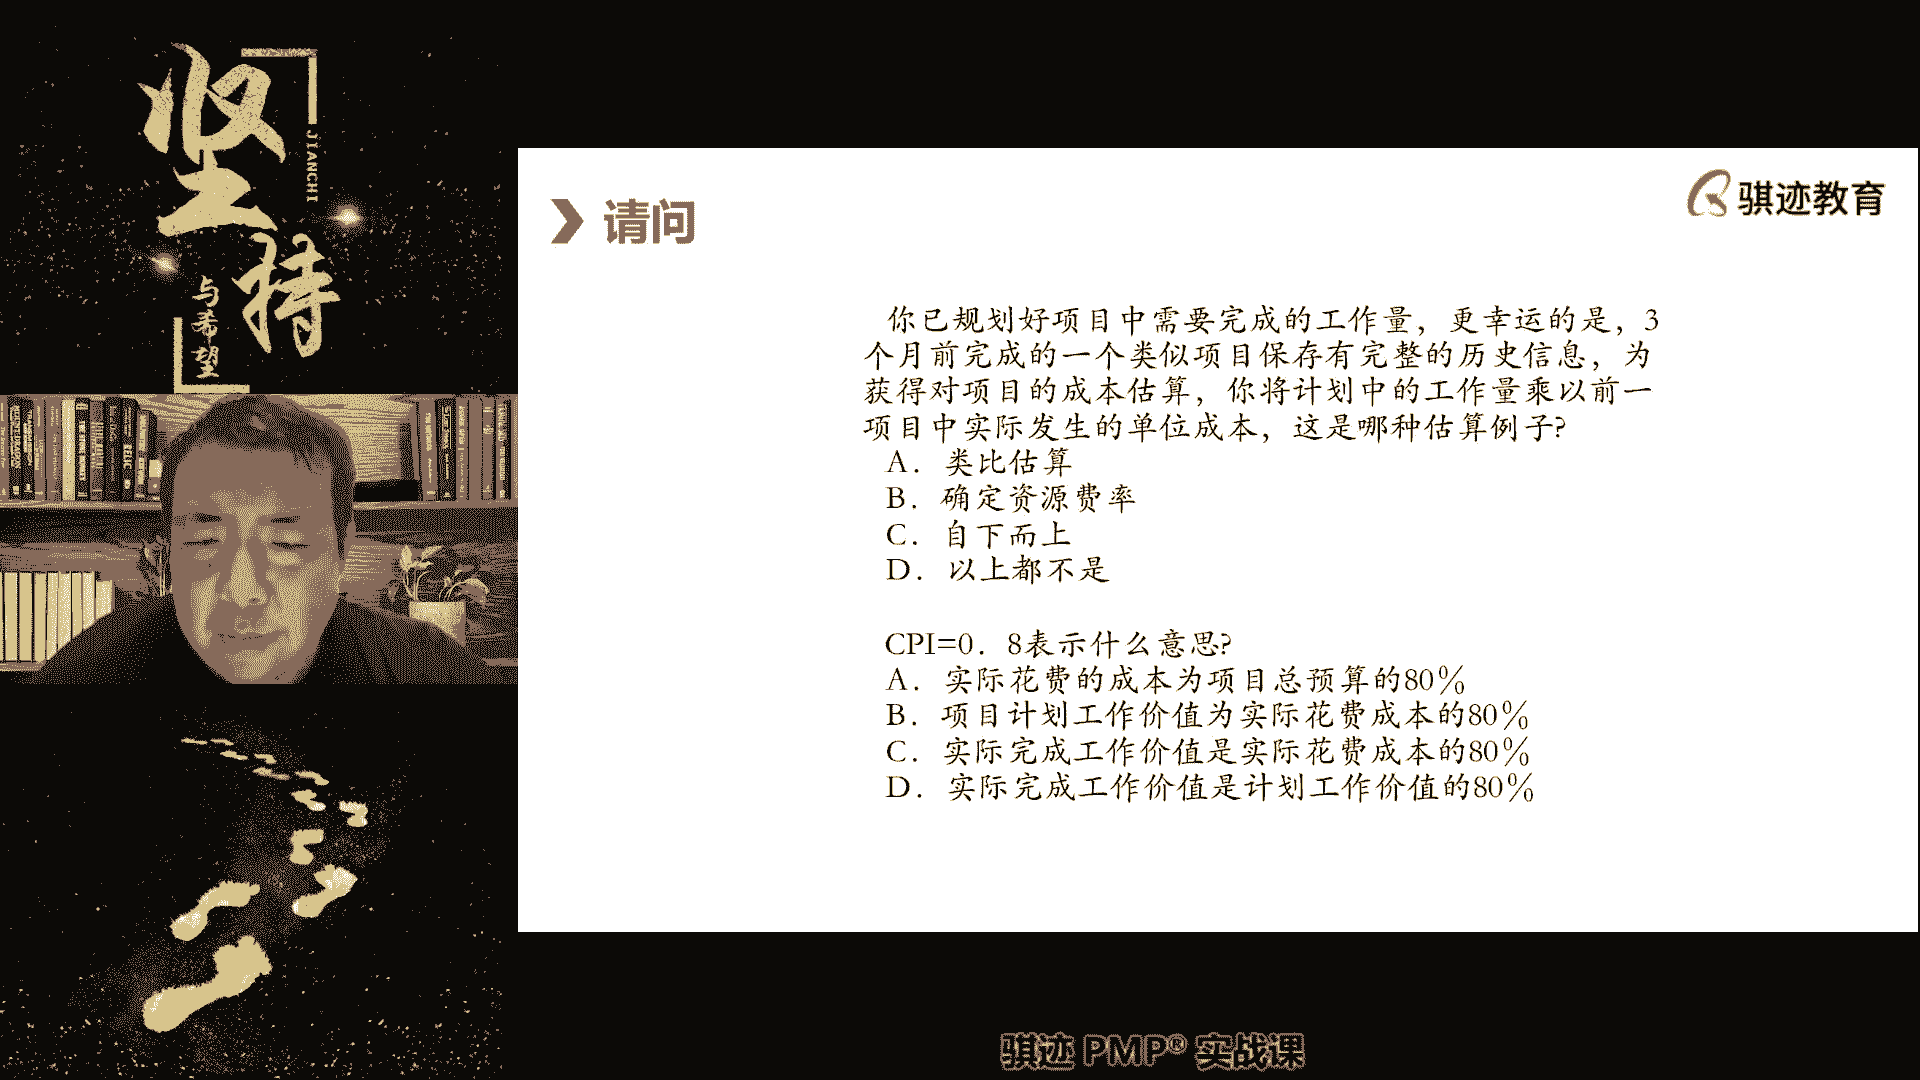 坚持
JIANCHI
与希望
请问
骐迹教育
你已规划好项目中需要完成的工作量，更幸运的是，3
个月前完成的一个类似项目保存有完整的历史信息，为
获得对项目的成本估算，你将计划中的工作量乘以前一
项目中实际发生的单位成本，这是哪种估算例子?
A．类比估算
B．确定资源费率
C．自下而上
D．以上都不是
CPI=0．8表示什么意思?
A．实际花费的成本为项目总预算的80％
B．项目计划工作价值为实际花费成本的80％
C．实际完成工作价值是实际花费成本的80％
D．实际完成工作价值是计划工作价值的80％
骐迹 PMP® 实战课